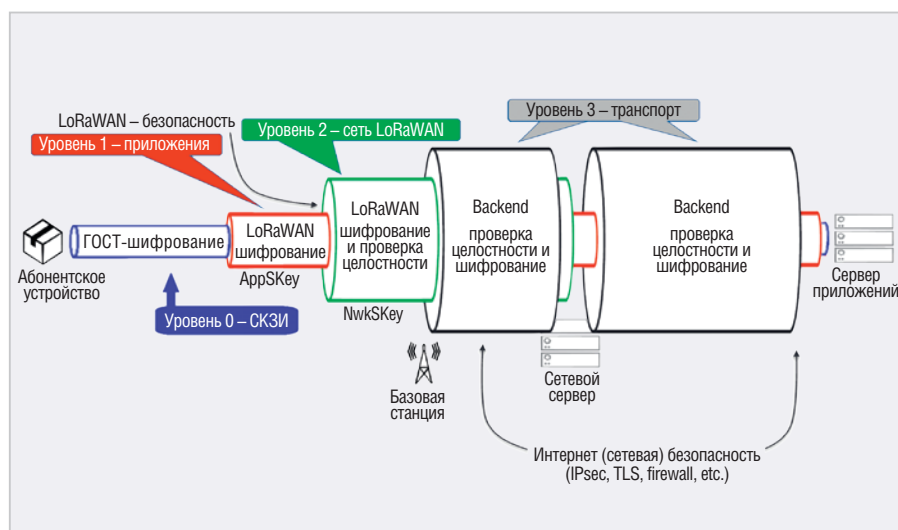 LoRaWAN – безопасность
Уровень 1 – приложения
Уровень 2 – сеть LoRaWAN
Уровень 3 – транспорт
ГОСТ-шифрование
LoRaWAN
шифрование
AppSKey
LoRaWAN
шифрование
и проверка
целостности
NwkSKey
Backend
проверка
целостности и
шифрование
Backend
проверка
целостности и
шифрование
Абонентское
устройство
Уровень 0 – СКЗИ
Базовая
станция
Сетевой
сервер
Сервер
приложений
Интернет (сетевая) безопасность
(IPsec, TLS, firewall, etc.)